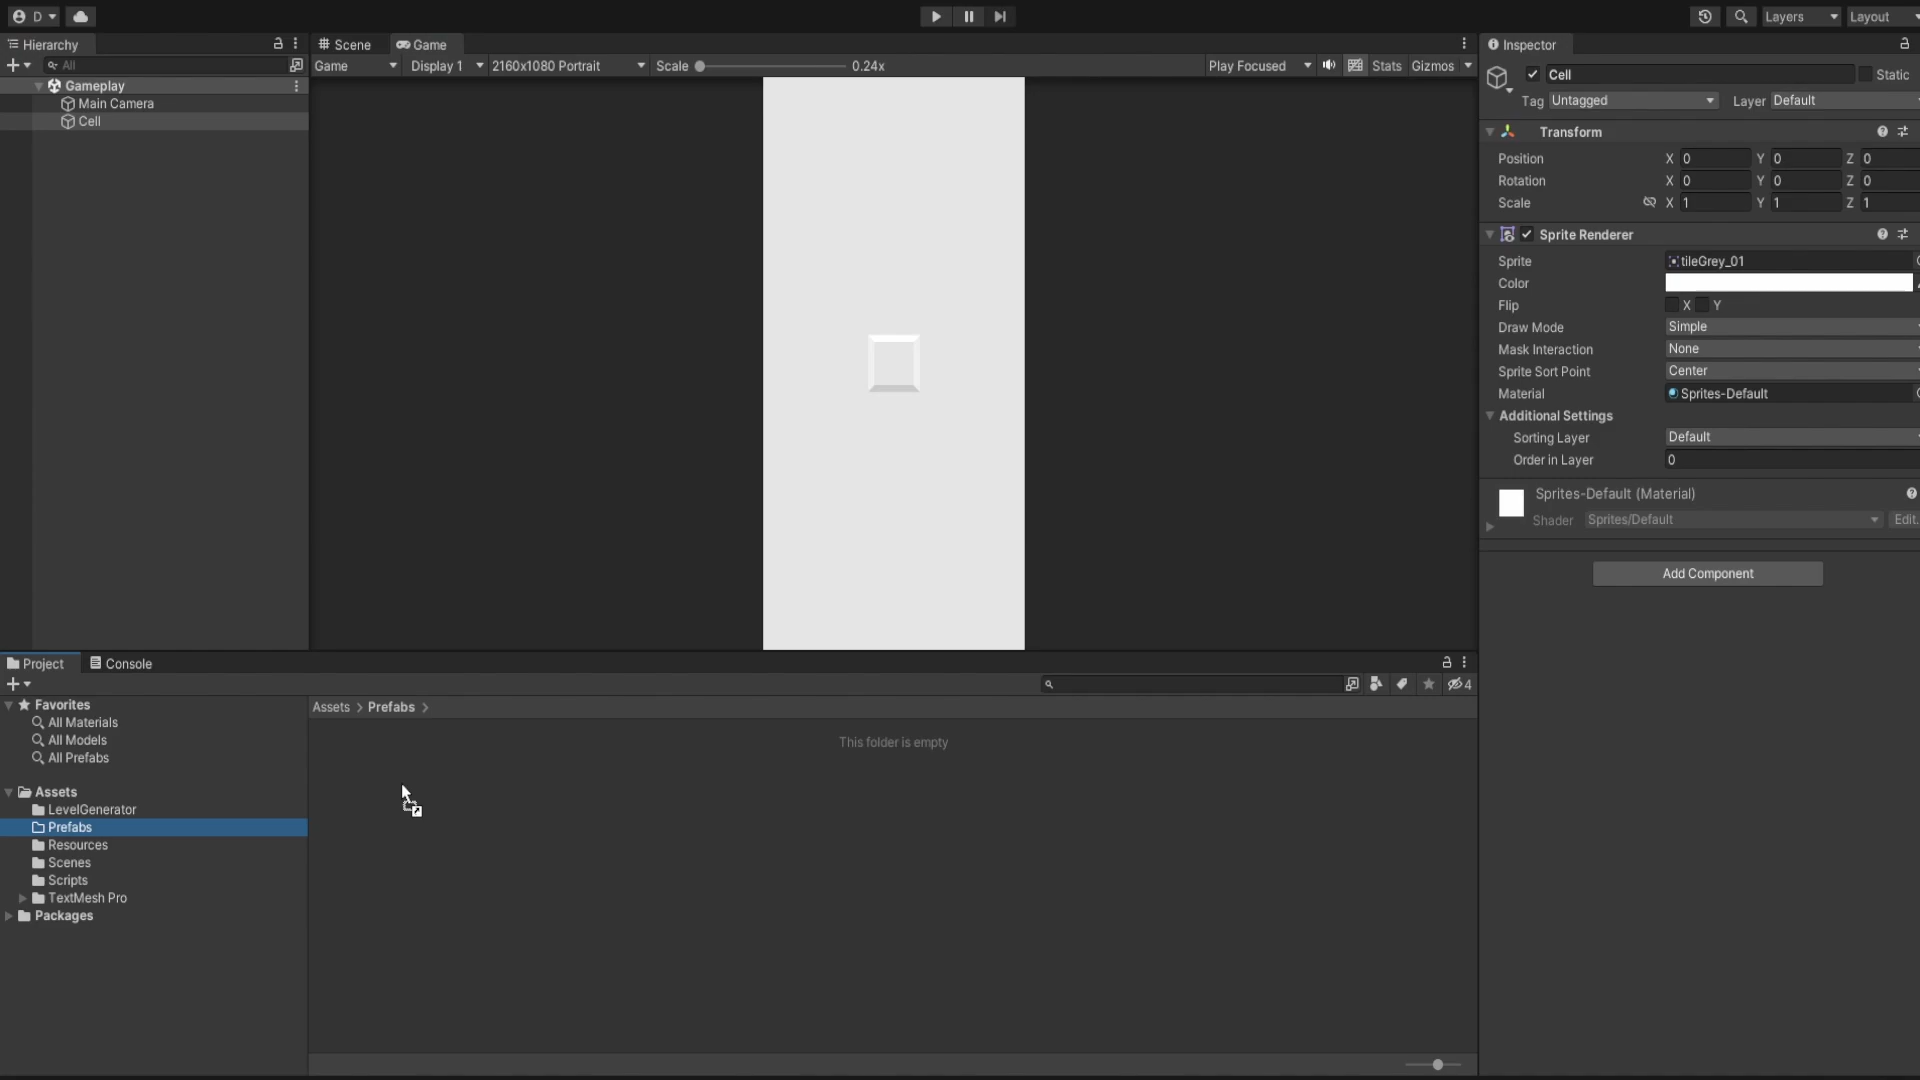 D
Layers
Layout
Hierarchy
Scene
Game
Inspector
All
Game
Display 1
2160x1080 Portrait
Scale
0.24x
Play Focused
Stats
Gizmos
Cell
Static
Tag
Untagged
Layer
Default
Gameplay
Main Camera
Cell
Transform
Position
X 0
Y 0
Z 0
Rotation
X 0
Y 0
Z 0
Scale
X 1
Y 1
Z 1
Sprite Renderer
Sprite
tileGrey_01
Color
Flip
X
Y
Draw Mode
Simple
Mask Interaction
None
Sprite Sort Point
Center
Material
Sprites-Default
Additional Settings
Sorting Layer
Default
Order in Layer
0
Sprites-Default (Material)
Shader
Sprites/Default
Edit.
Add Component
Project
Console
4
Favorites
All Materials
All Models
All Prefabs
Assets
LevelGenerator
Prefabs
Resources
Scenes
Scripts
TextMesh Pro
Packages
Assets > Prefabs >
This folder is empty